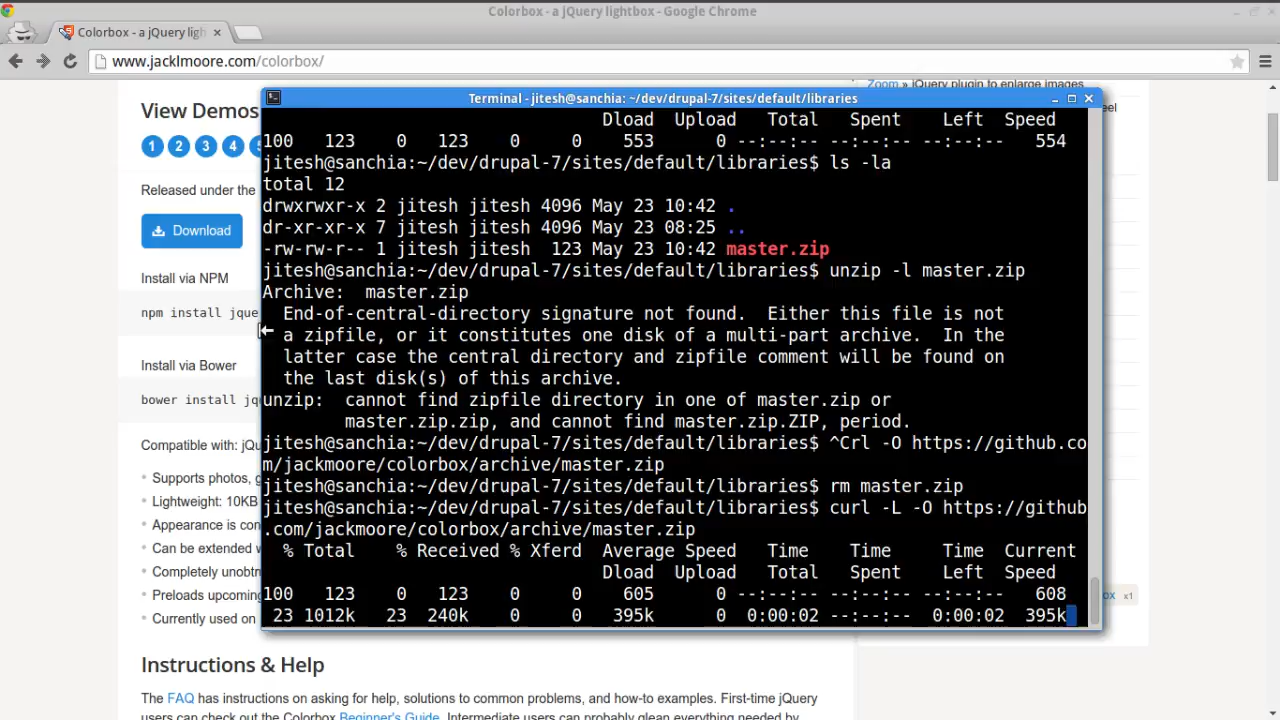 Colorbox - a jQuery lightbox - Google Chrome
Colorbox - a jQuery ligh
www.jacklmoore.com/colorbox/
Zoom » jQuery plugin to enlarge images
View Demos
1 2 3 4
Released under the
Download
Install via NPM
npm install jque
Install via Bower
bower install jq
Compatible with: jQu
Supports photos, g
Lightweight: 10KB
Appearance is con
Can be extended w
Completely unobtr
Preloads upcoming
Currently used on
x1
Terminal - jitesh@sanchia: ~/dev/drupal-7/sites/default/libraries
Dload Upload Total Spent Left Speed
100 123 0 123 0 0 553 0 --:--:-- --:--:-- --:--:-- 554
jitesh@sanchia:~/dev/drupal-7/sites/default/libraries$ ls -la
total 12
drwxrwxr-x 2 jitesh jitesh 4096 May 23 10:42 .
dr-xr-xr-x 7 jitesh jitesh 4096 May 23 08:25 ..
-rw-rw-r-- 1 jitesh jitesh 123 May 23 10:42 master.zip
jitesh@sanchia:~/dev/drupal-7/sites/default/libraries$ unzip -l master.zip
Archive: master.zip
End-of-central-directory signature not found. Either this file is not
a zipfile, or it constitutes one disk of a multi-part archive. In the
latter case the central directory and zipfile comment will be found on
the last disk(s) of this archive.
unzip: cannot find zipfile directory in one of master.zip or
master.zip.zip, and cannot find master.zip.ZIP, period.
jitesh@sanchia:~/dev/drupal-7/sites/default/libraries$ ^Crl -O https://github.co
m/jackmoore/colorbox/archive/master.zip
jitesh@sanchia:~/dev/drupal-7/sites/default/libraries$ rm master.zip
jitesh@sanchia:~/dev/drupal-7/sites/default/libraries$ curl -L -O https://github
.com/jackmoore/colorbox/archive/master.zip
% Total % Received % Xferd Average Speed Time Time Time Current
Dload Upload Total Spent Left Speed
100 123 0 123 0 0 605 0 --:--:-- --:--:-- --:--:-- 608
23 1012k 23 240k 0 0 395k 0 0:00:02 --:--:-- 0:00:02 395k
Instructions & Help
The FAQ has instructions on asking for help, solutions to common problems, and how-to examples. First-time jQuery
users can check out the Colorbox Beginner's Guide. Intermediate users can probably glean everything needed by